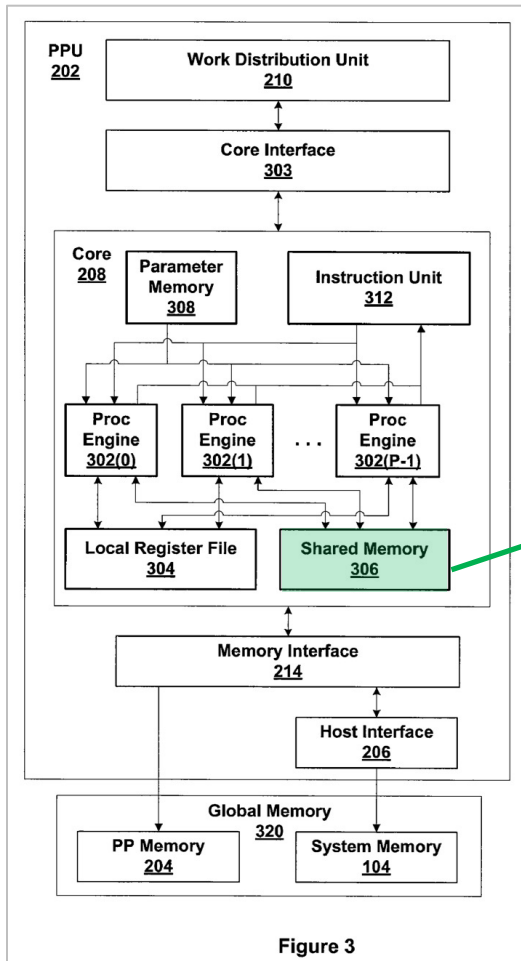 PPU
202
Work Distribution Unit
210
Core Interface
303
Core
208
Parameter
Memory
308
Instruction Unit
312
Proc
Engine
302(0)
Proc
Engine
302(1)
. . .
Proc
Engine
302(P-1)
Local Register File
304
Shared Memory
306
Memory Interface
214
Host Interface
206
Global Memory
320
PP Memory
204
System Memory
104
Figure 3